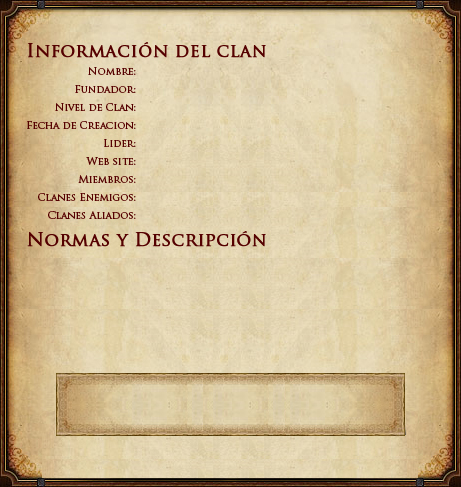 Información del clan
Nombre:
Fundador:
Nivel de Clan:
Fecha de Creacion:
Lider:
Web site:
Miembros:
Clanes Enemigos:
Clanes Aliados:
Normas y Descripción